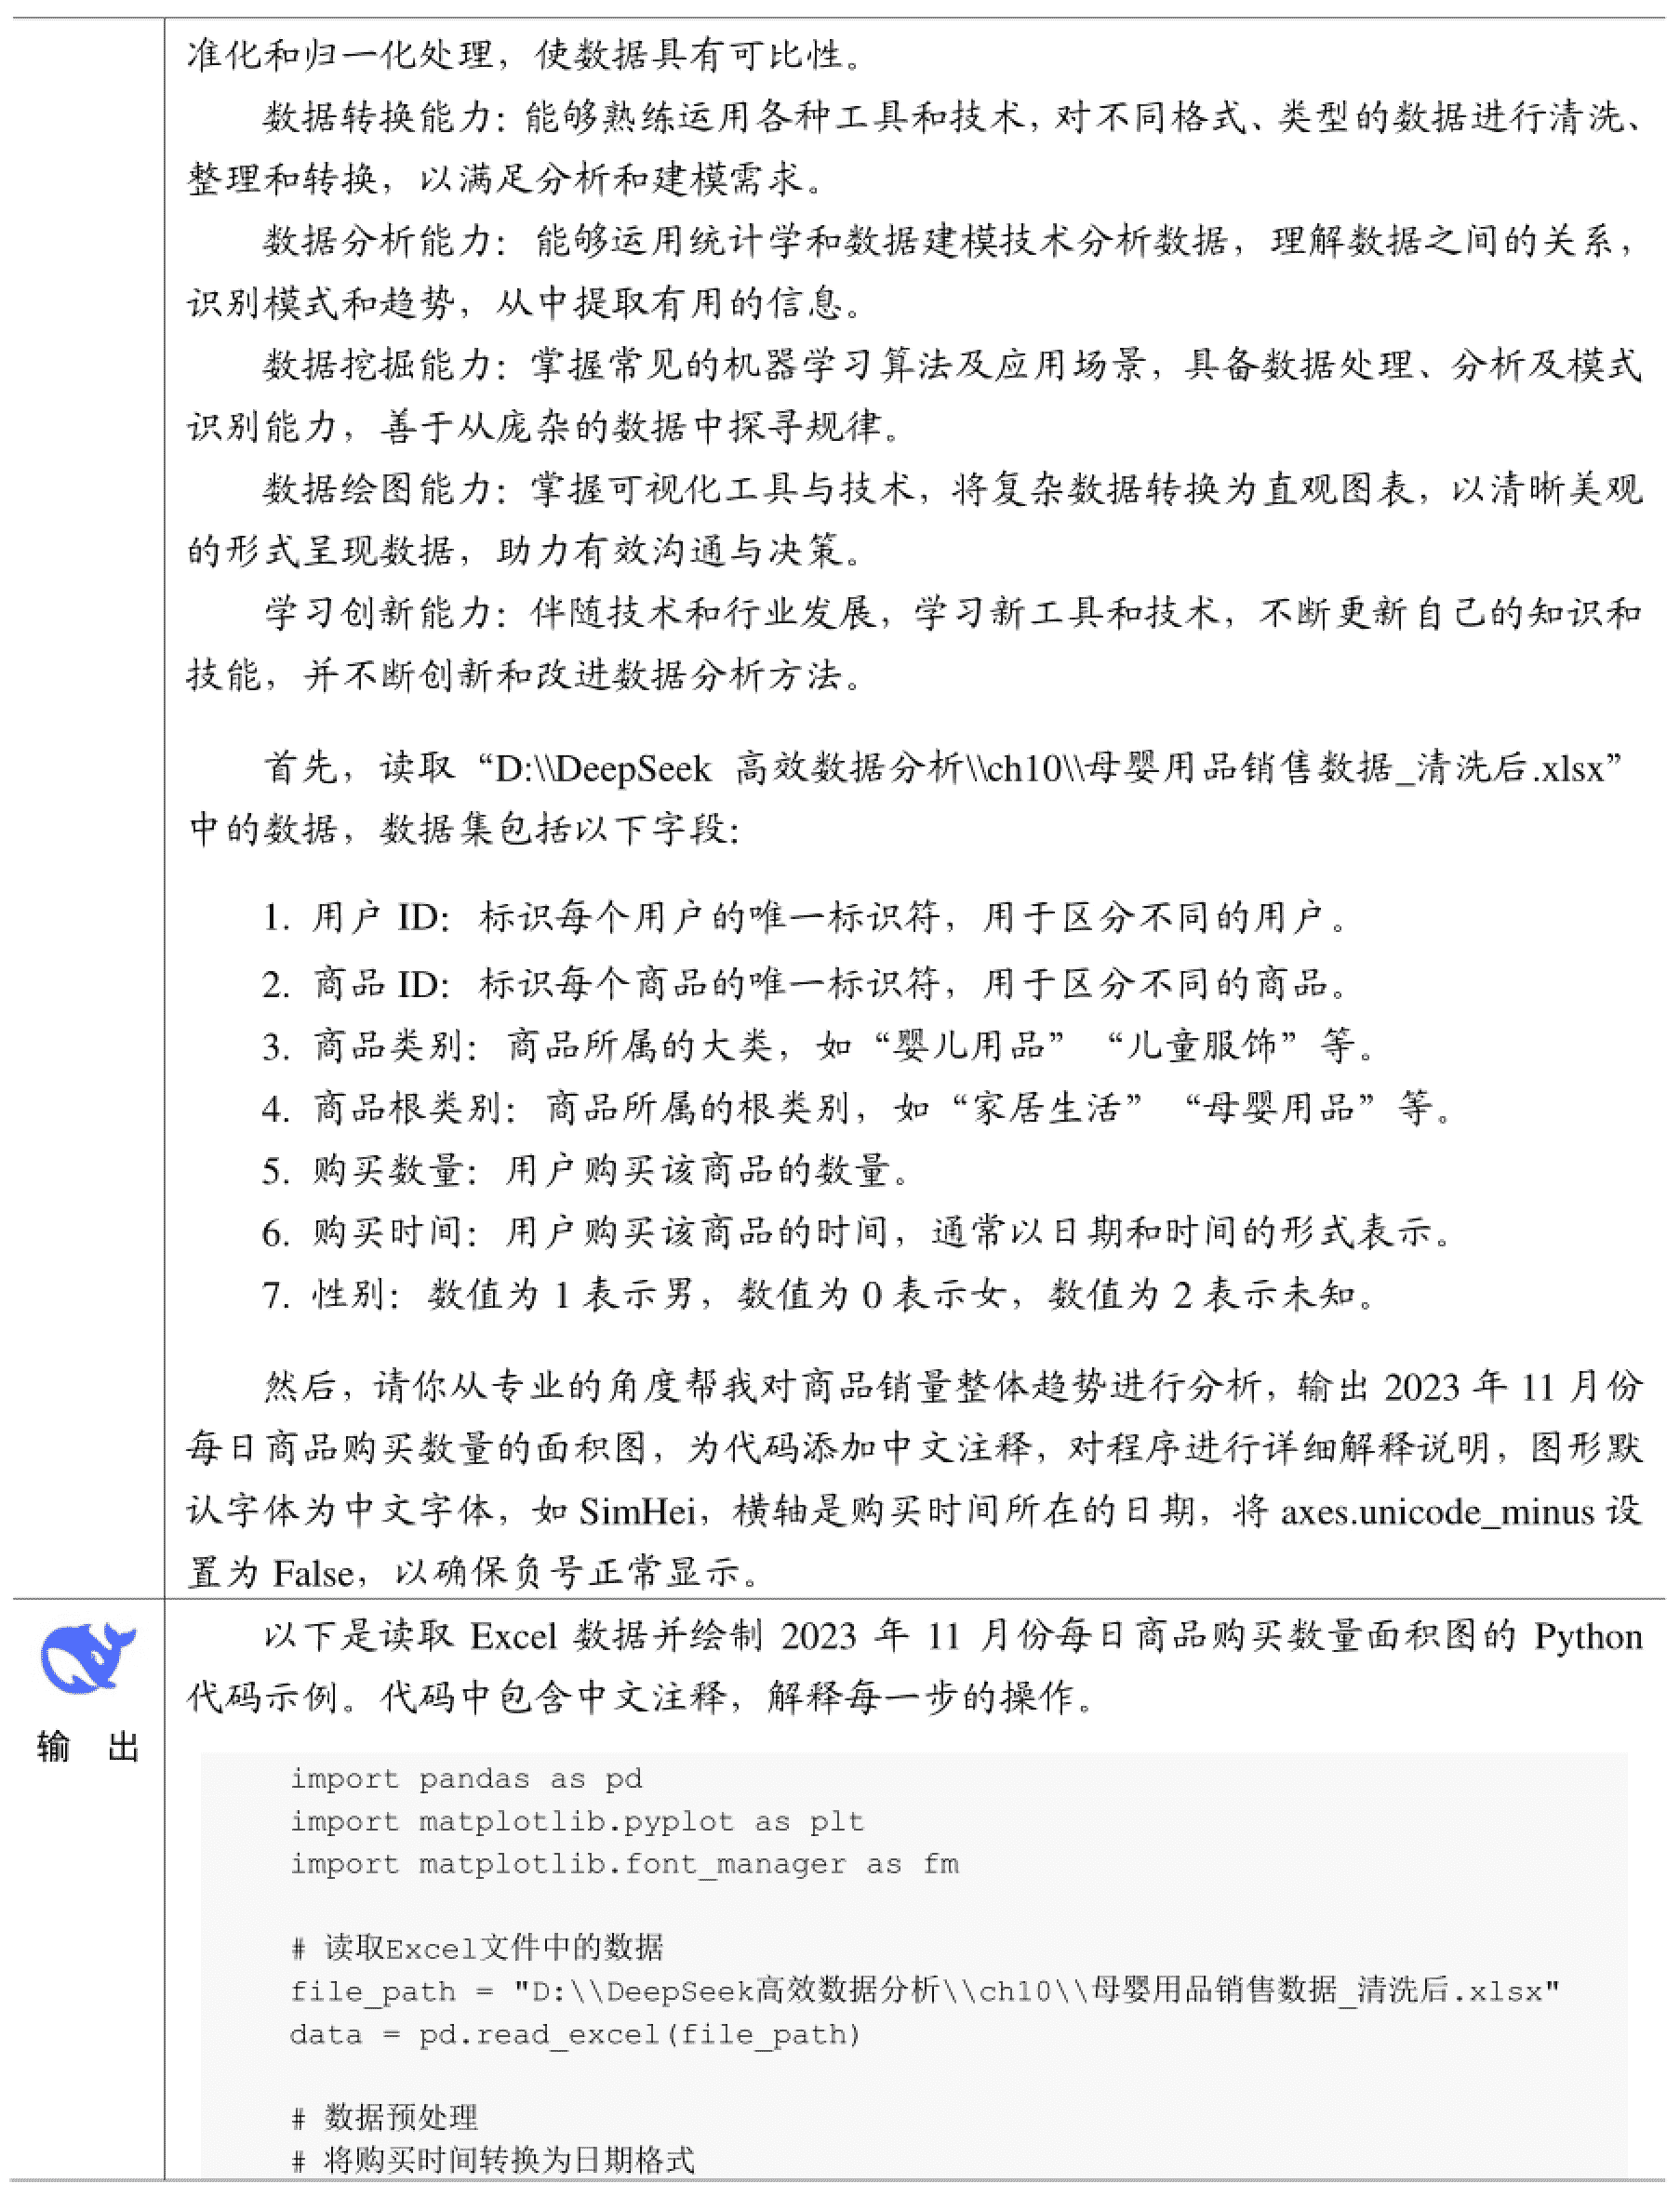 准化和归一化处理，使数据具有可比性。
数据转换能力：能够熟练运用各种工具和技术，对不同格式、类型的数据进行清洗、
整理和转换，以满足分析和建模需求。
数据分析能力：能够运用统计学和数据建模技术分析数据，理解数据之间的关系，
识别模式和趋势，从中提取有用的信息。
数据挖掘能力：掌握常见的机器学习算法及应用场景，具备数据处理、分析及模式
识别能力，善于从庞杂的数据中探寻规律。
数据绘图能力：掌握可视化工具与技术，将复杂数据转换为直观图表，以清晰美观
的形式呈现数据，助力有效沟通与决策。
学习创新能力：伴随技术和行业发展，学习新工具和技术，不断更新自己的知识和
技能，并不断创新和改进数据分析方法。
首先，读取“D:\\DeepSeek 高效数据分析\\ch10\\母婴用品销售数据_清洗后.xlsx”
中的数据，数据集包括以下字段：
1. 用户 ID：标识每个用户的唯一标识符，用于区分不同的用户。
2. 商品 ID：标识每个商品的唯一标识符，用于区分不同的商品。
3. 商品类别：商品所属的大类，如“婴儿用品”“儿童服饰”等。
4. 商品根类别：商品所属的根类别，如“家居生活”“母婴用品”等。
5. 购买数量：用户购买该商品的数量。
6. 购买时间：用户购买该商品的时间，通常以日期和时间的形式表示。
7. 性别：数值为 1 表示男，数值为 0 表示女，数值为 2 表示未知。
然后，请你从专业的角度帮我对商品销量整体趋势进行分析，输出 2023 年 11 月份
每日商品购买数量的面积图，为代码添加中文注释，对程序进行详细解释说明，图形默
认字体为中文字体，如 SimHei，横轴是购买时间所在的日期，将 axes.unicode_minus 设
置为 False，以确保负号正常显示。
输 出
以下是读取 Excel 数据并绘制 2023 年 11 月份每日商品购买数量面积图的 Python
代码示例。代码中包含中文注释，解释每一步的操作。
import pandas as pd
import matplotlib.pyplot as plt
import matplotlib.font_manager as fm
# 读取Excel文件中的数据
file_path = "D:\\DeepSeek高效数据分析\\ch10\\母婴用品销售数据_清洗后.xlsx"
data = pd.read_excel(file_path)
# 数据预处理
# 将购买时间转换为日期格式